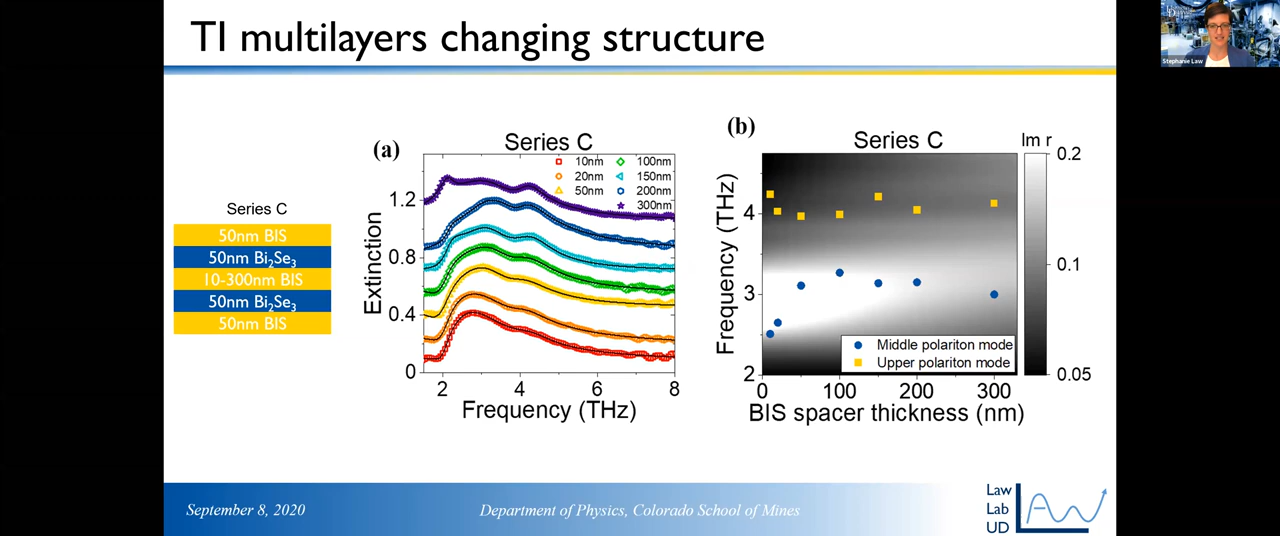 TI multilayers changing structure
Stephanie Law
Series C
50nm BIS
50nm Bi₂Se₃
10-300nm BIS
50nm Bi₂Se₃
50nm BIS
(a)
Series C
10nm
20nm
50nm
100nm
150nm
200nm
300nm
Extinction
1.2
0.8
0.4
0
2
4
6
8
Frequency (THz)
(b)
Series C
Im r
0.2
0.1
0.05
Frequency (THz)
4
3
2
Middle polariton mode
Upper polariton mode
0
100
200
300
BIS spacer thickness (nm)
September 8, 2020
Department of Physics, Colorado School of Mines
Law
Lab
UD